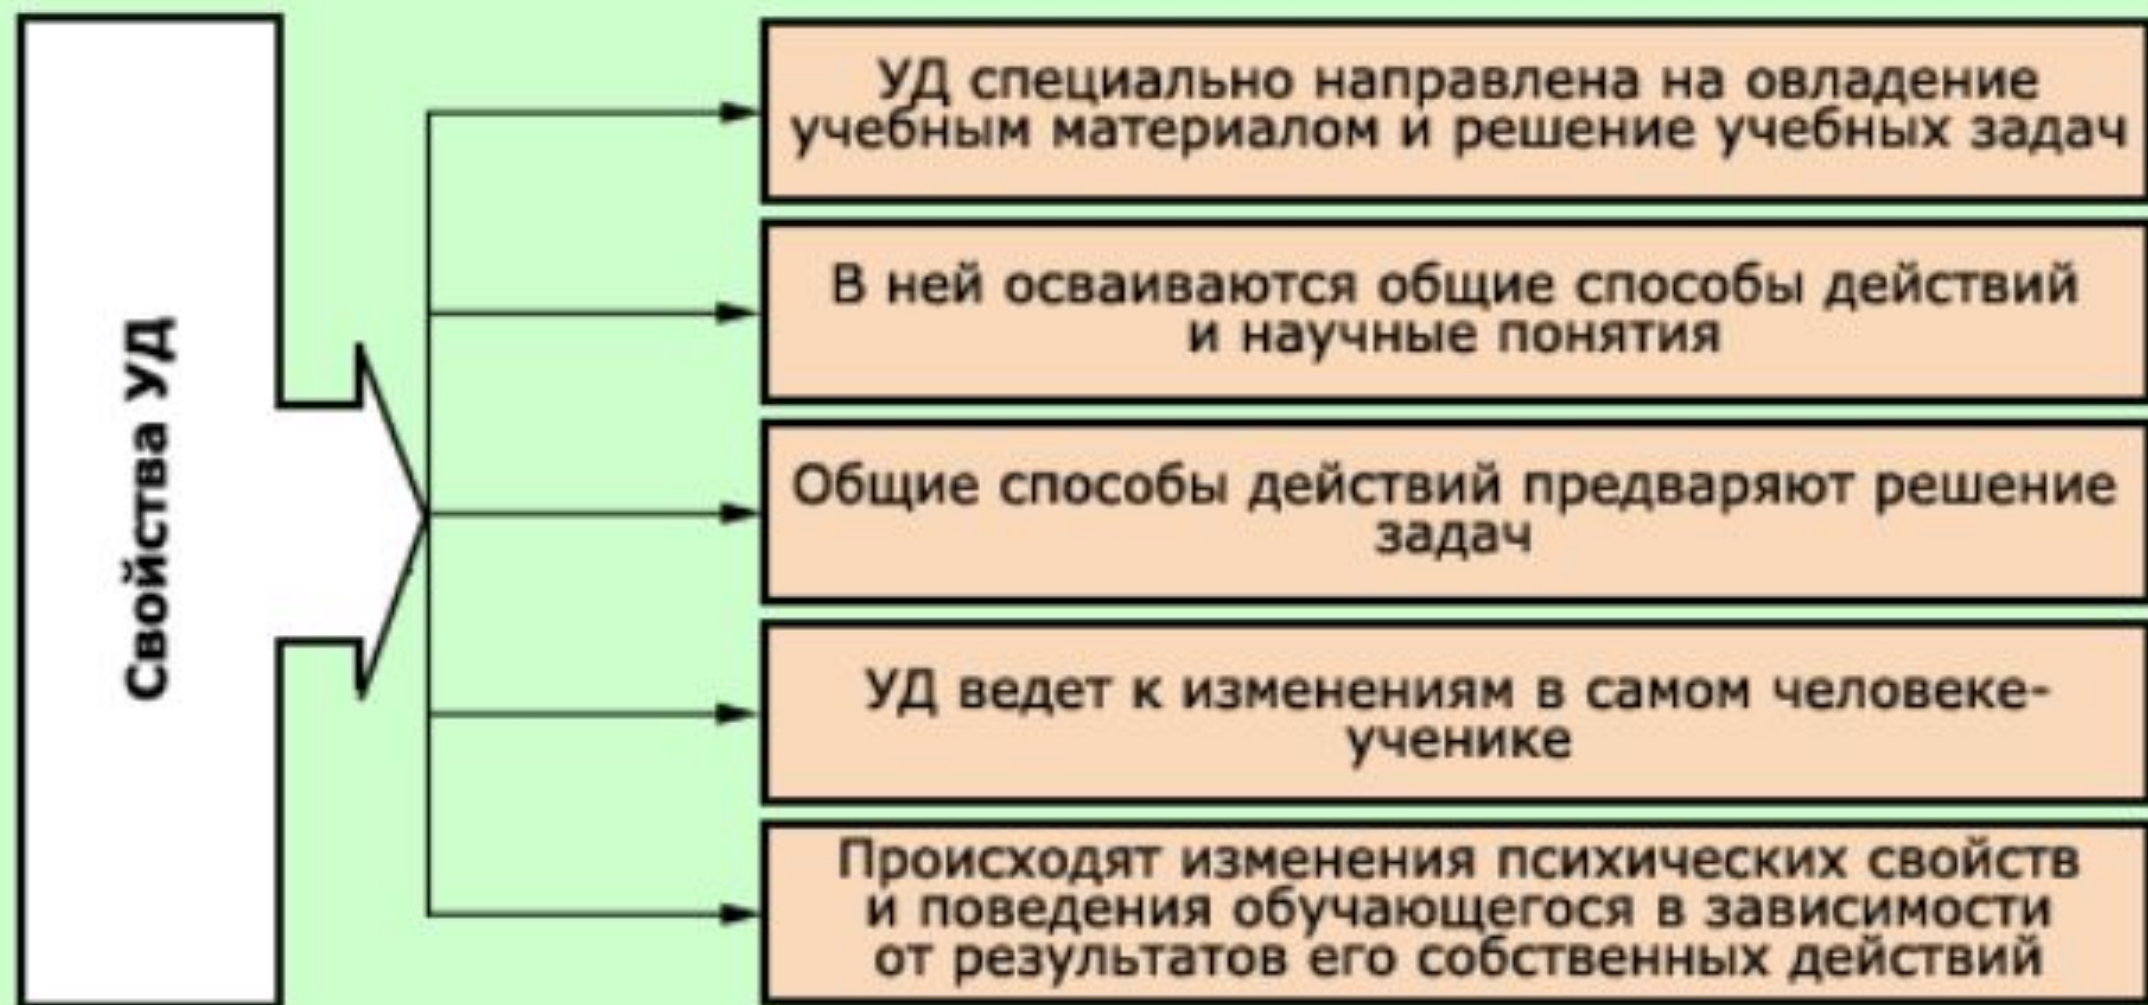 Свойства УД
УД специально направлена на овладение
учебным материалом и решение учебных задач
В ней осваиваются общие способы действий
и научные понятия
Общие способы действий предваряют решение
задач
УД ведет к изменениям в самом человеке-
ученике
Происходят изменения психических свойств
и поведения обучающегося в зависимости
от результатов его собственных действий